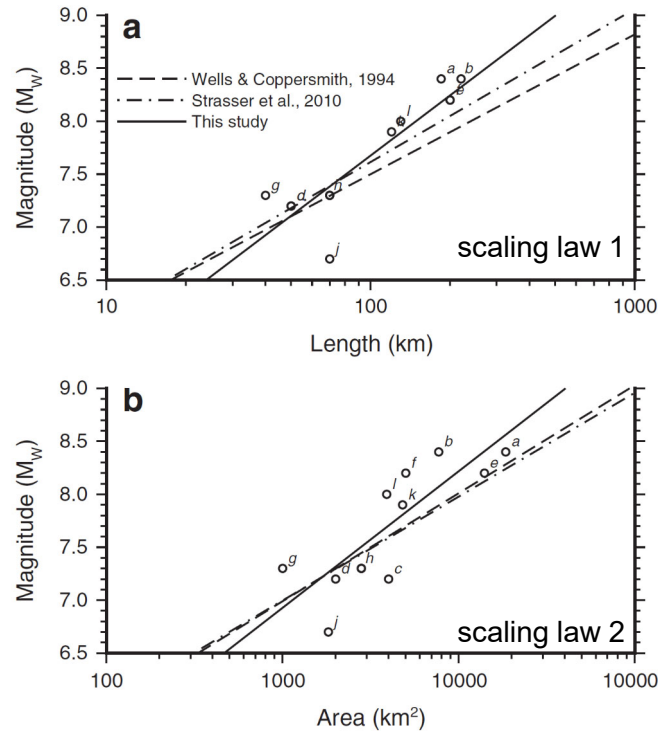 9.0
a
Wells & Coppersmith, 1994
Strasser et al., 2010
This study
8.5
a b
e
8.0
l
7.5
g
d
h
7.0
j
6.5
scaling law 1
Magnitude (M_W)
10 100 1000
Length (km)
9.0
b
8.5
b a
f e
8.0
l k
7.5
g
d h c
7.0
j
6.5
scaling law 2
Magnitude (M_W)
100 1000 10000 10000
Area (km²)